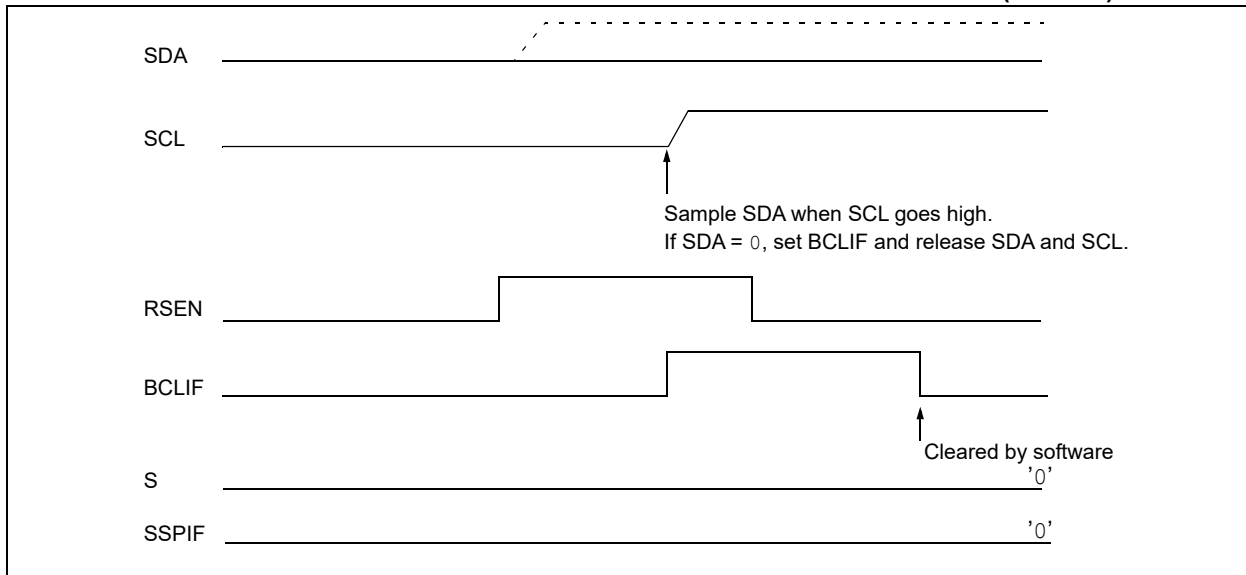 SDA
SCL
Sample SDA when SCL goes high.
If SDA = 0, set BCLIF and release SDA and SCL.
RSEN
BCLIF
Cleared by software
S
'0'
SSPIF
'0'